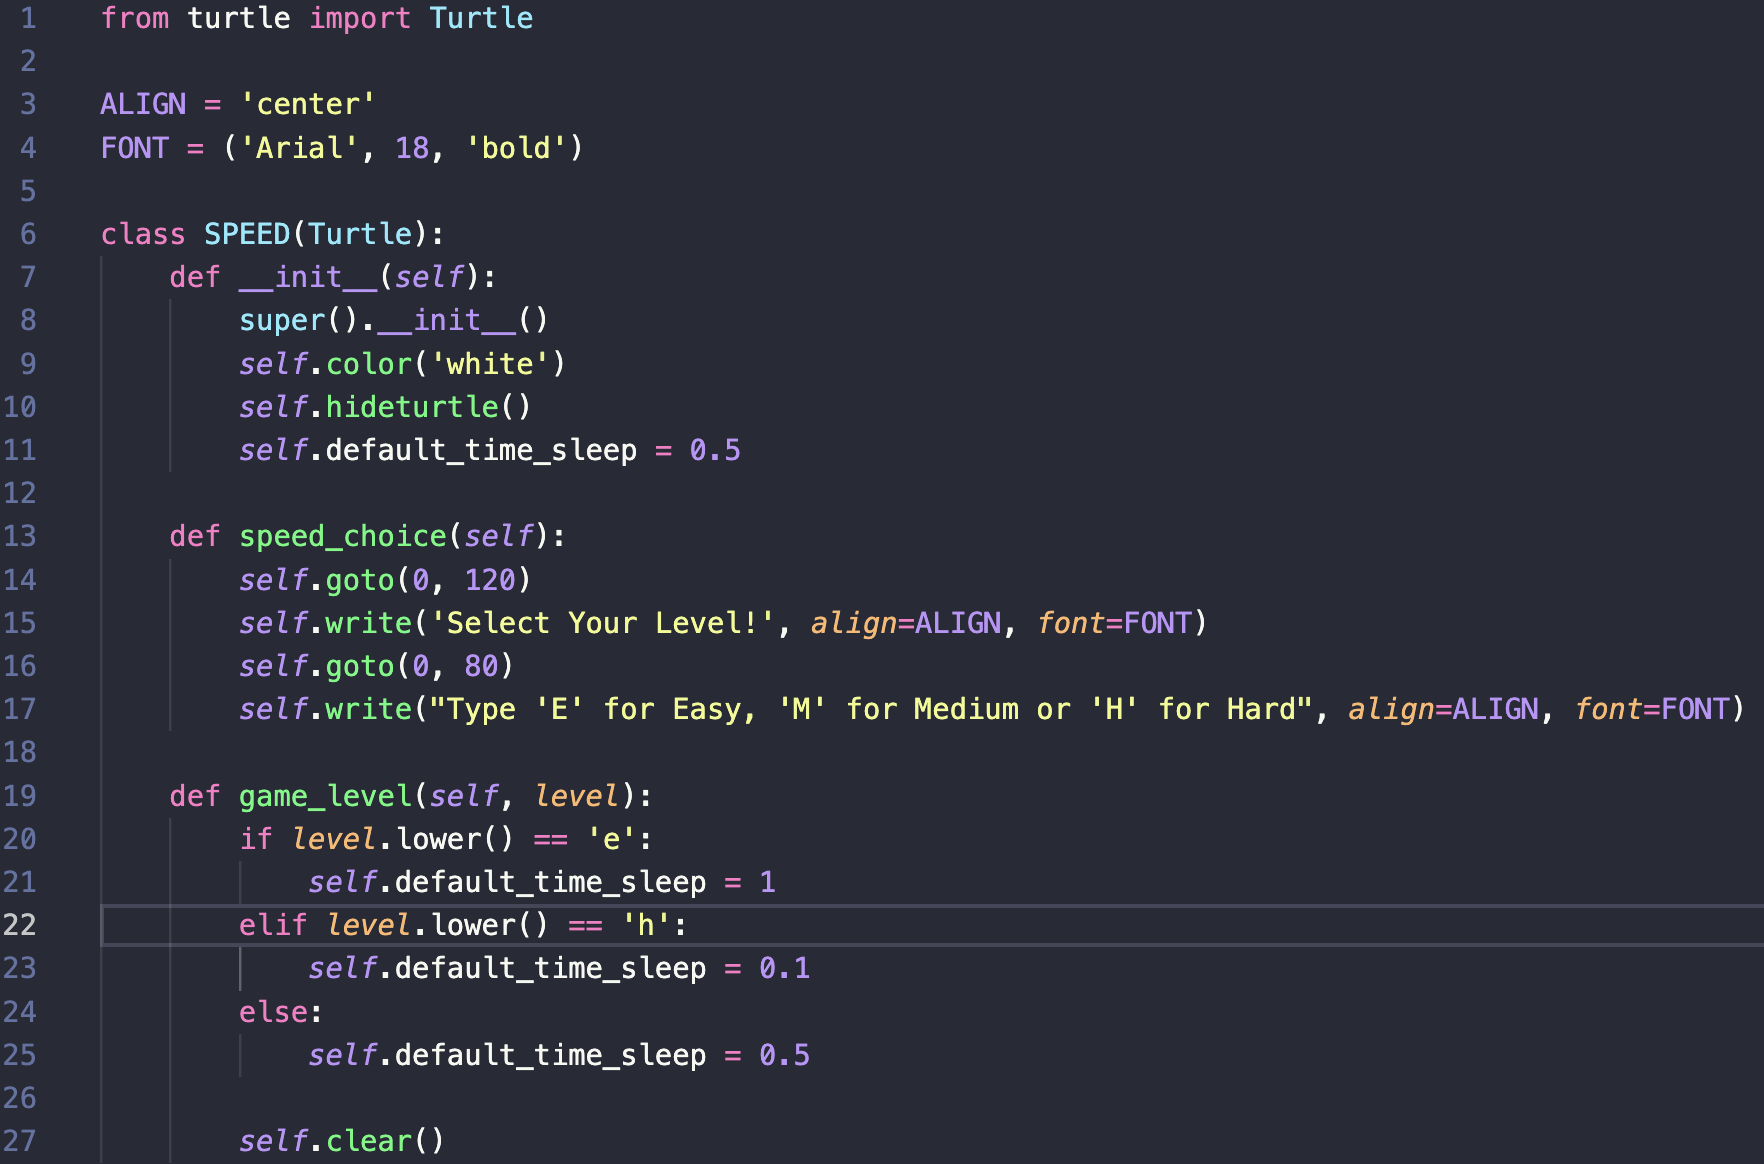 1 from turtle import Turtle
2
3 ALIGN = 'center'
4 FONT = ('Arial', 18, 'bold')
5
6 class SPEED(Turtle):
7     def __init__(self):
8         super().__init__()
9         self.color('white')
10         self.hideturtle()
11         self.default_time_sleep = 0.5
12
13     def speed_choice(self):
14         self.goto(0, 120)
15         self.write('Select Your Level!', align=ALIGN, font=FONT)
16         self.goto(0, 80)
17         self.write("Type 'E' for Easy, 'M' for Medium or 'H' for Hard", align=ALIGN, font=FONT)
18
19     def game_level(self, level):
20         if level.lower() == 'e':
21             self.default_time_sleep = 1
22         elif level.lower() == 'h':
23             self.default_time_sleep = 0.1
24         else:
25             self.default_time_sleep = 0.5
26
27         self.clear()